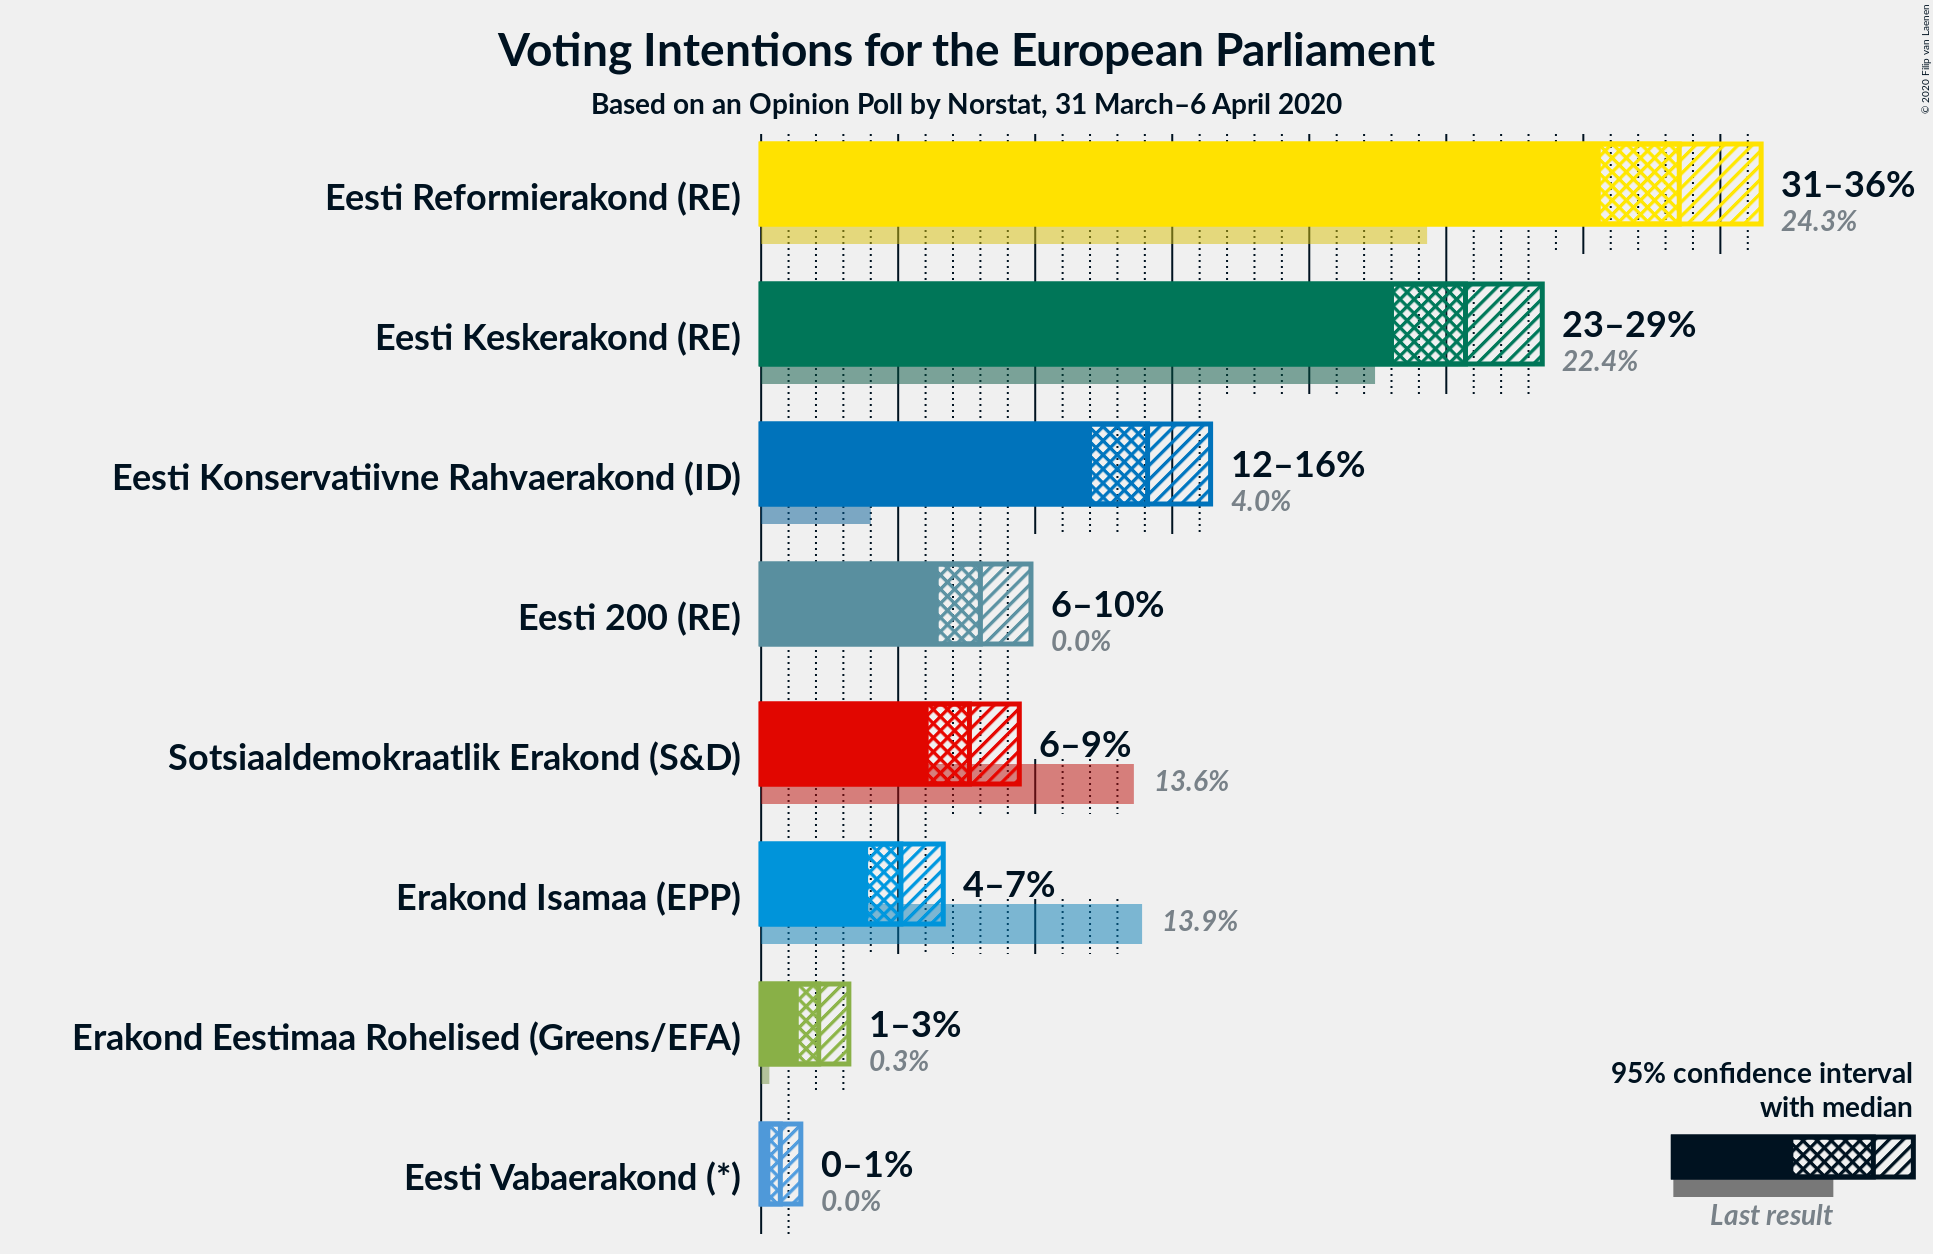 Voting Intentions for the European Parliament
Based on an Opinion Poll by Norstat, 31 March–6 April 2020
© 2020 Filip van Laenen
Eesti Reformierakond (RE)
31–36%
24.3%
Eesti Keskerakond (RE)
23–29%
22.4%
Eesti Konservatiivne Rahvaerakond (ID)
12–16%
4.0%
Eesti 200 (RE)
6–10%
0.0%
Sotsiaaldemokraatlik Erakond (S&D)
6–9%
13.6%
Erakond Isamaa (EPP)
4–7%
13.9%
Erakond Eestimaa Rohelised (Greens/EFA)
1–3%
0.3%
Eesti Vabaerakond (*)
0–1%
0.0%
95% confidence interval
with median
Last result